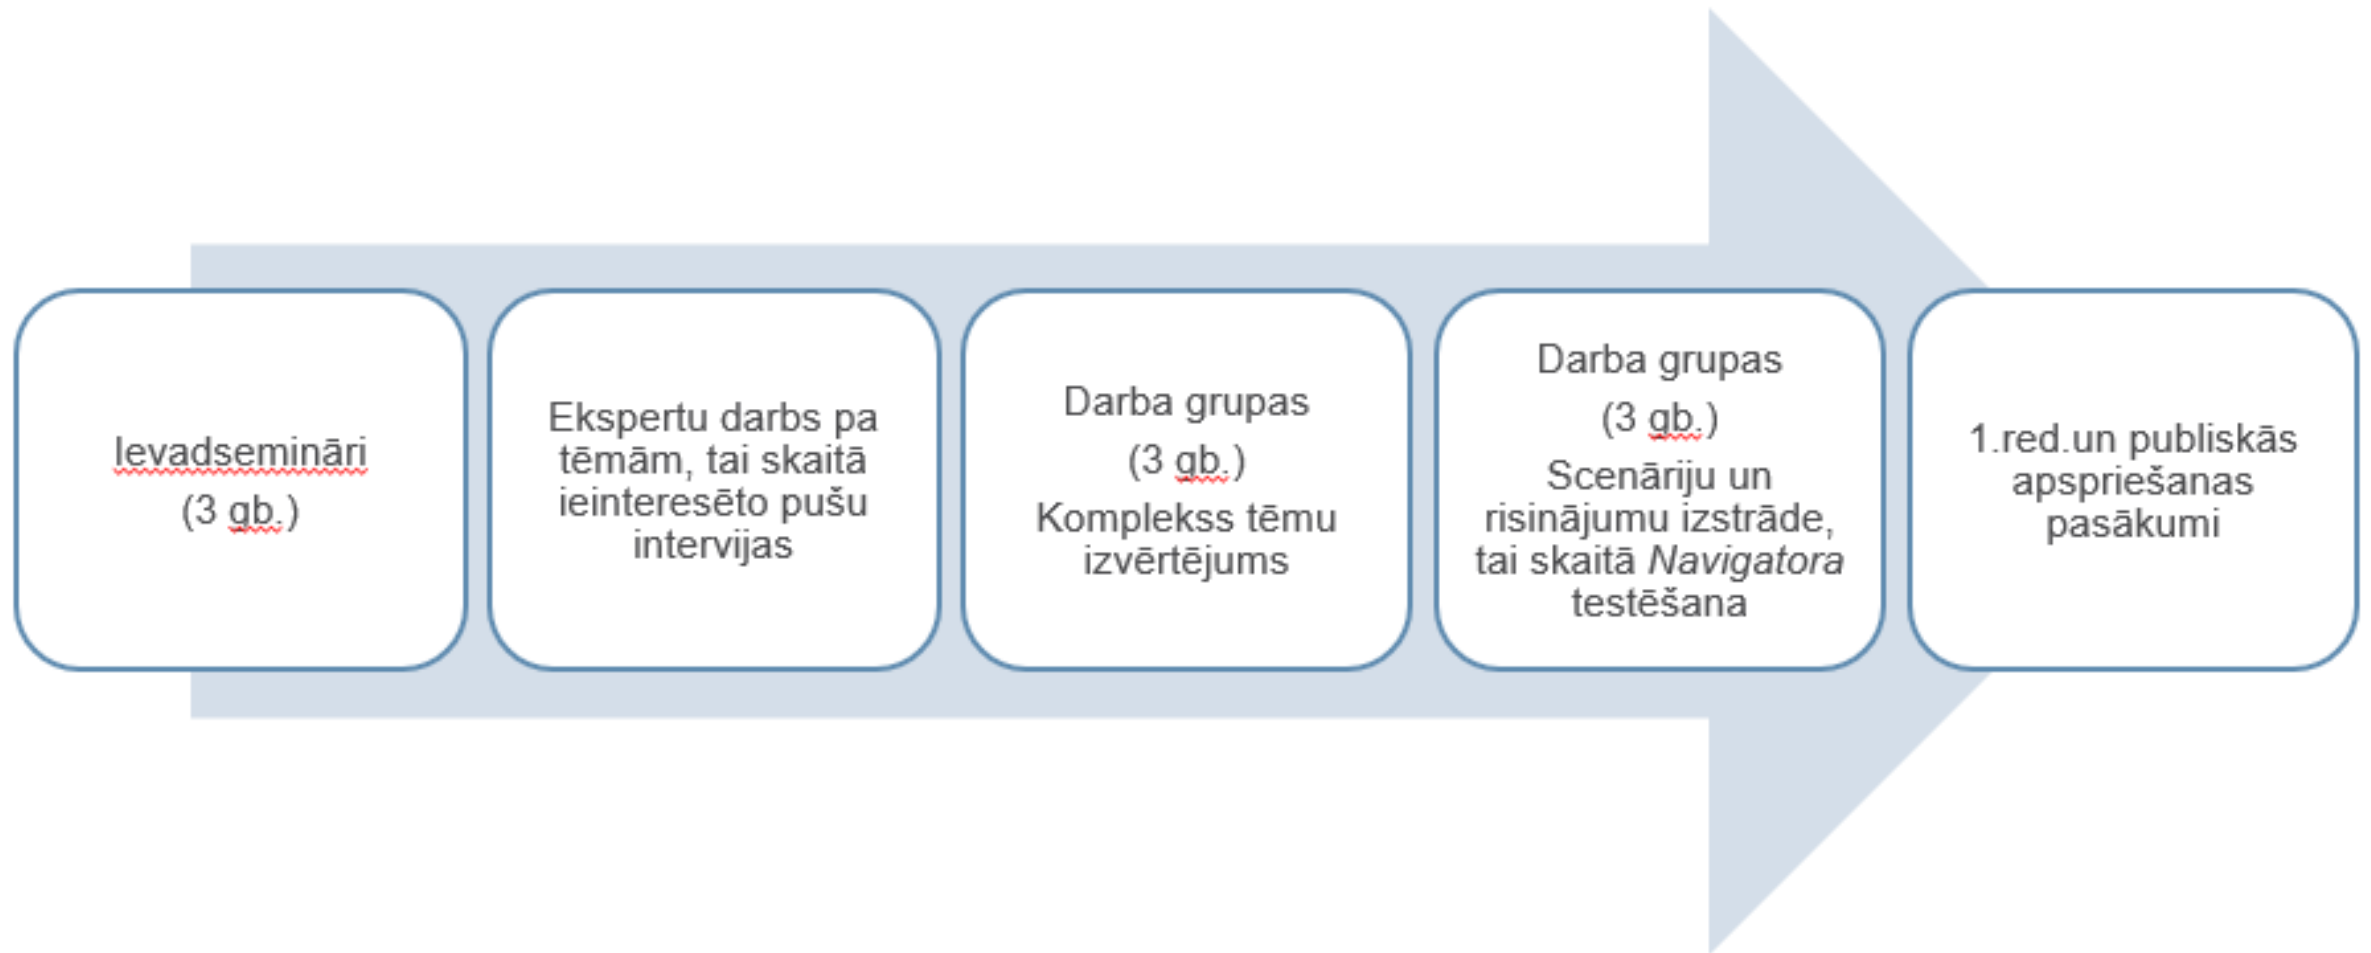 Ievadsemināri
(3 gb.)
Ekspertu darbs pa
tēmām, tai skaitā
ieinteresēto pušu
intervijas
Darba grupas
(3 gb.)
Komplekss tēmu
izvērtējums
Darba grupas
(3 gb.)
Scenāriju un
risinājumu izstrāde,
tai skaitā Navigatora
testēšana
1.red.un publiskās
apspriešanas
pasākumi